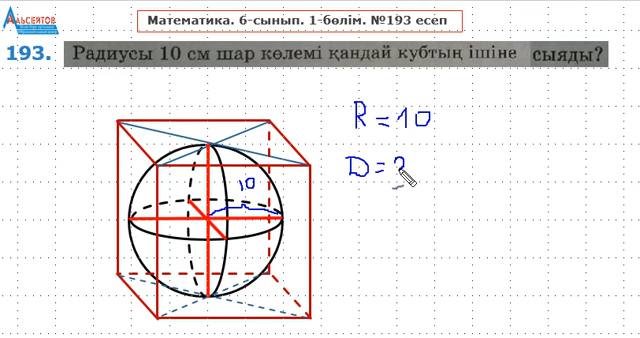 АЛЬСЕЙТОВ
Математика. 6-сынып. 1-бөлім. №193 есеп
193. Радиусы 10 см шар көлемі қандай кубтың ішіне сыяды?
R = 10
D = ?
10